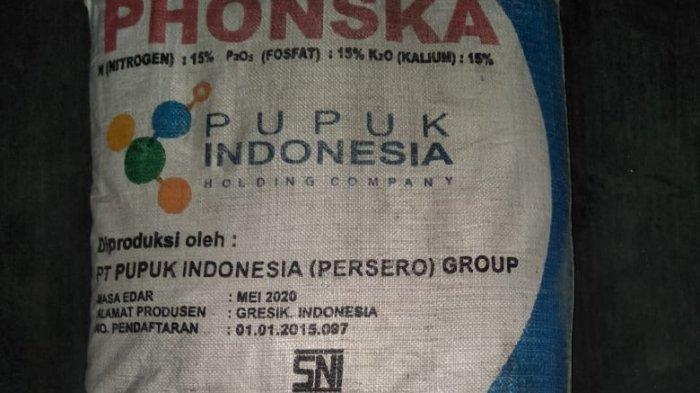 PHONSKA
N (NITROGEN) : 15% P₂O₅ (FOSFAT) : 15% K₂O (KALIUM) : 15%
PUPUK
INDONESIA
HOLDING COMPANY
Diproduksi oleh :
PT PUPUK INDONESIA (PERSERO) GROUP
MASA EDAR : MEI 2020
ALAMAT PRODUSEN : GRESIK. INDONESIA
NO. PENDAFTARAN : 01.01.2015.097
SNI